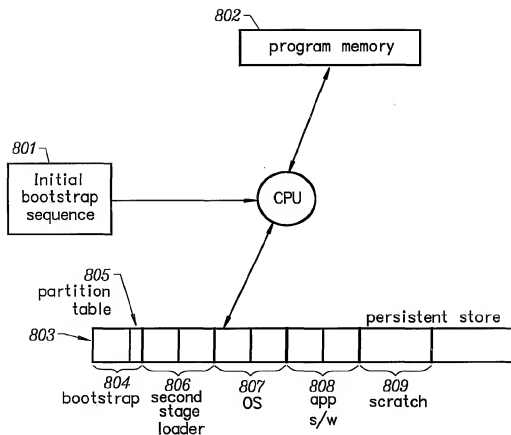 802
program memory
801
Initial
bootstrap
sequence
CPU
805
partition
table
persistent store
803
804
bootstrap
806
second
stage
loader
807
OS
808
app
s/w
809
scratch